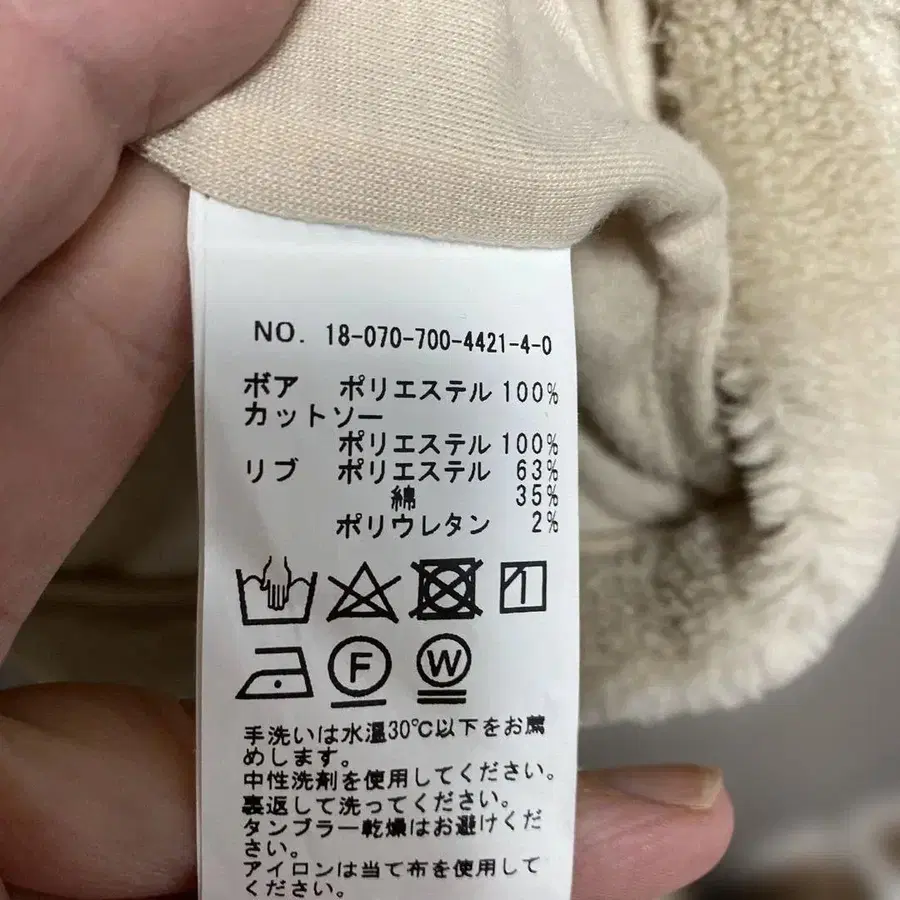 NO. 18-070-700-4421-4-0
ボア ポリエステル 100%
カットソー
ポリエステル 100%
リブ ポリエステル 63%
綿 35%
ポリウレタン 2%
1
F W
手洗いは水温30℃以下をお薦
めします。
中性洗剤を使用してください。
裏返して洗ってください。
タンブラー乾燥はお避けくだ
さい。
アイロンは当て布を使用して
ください。